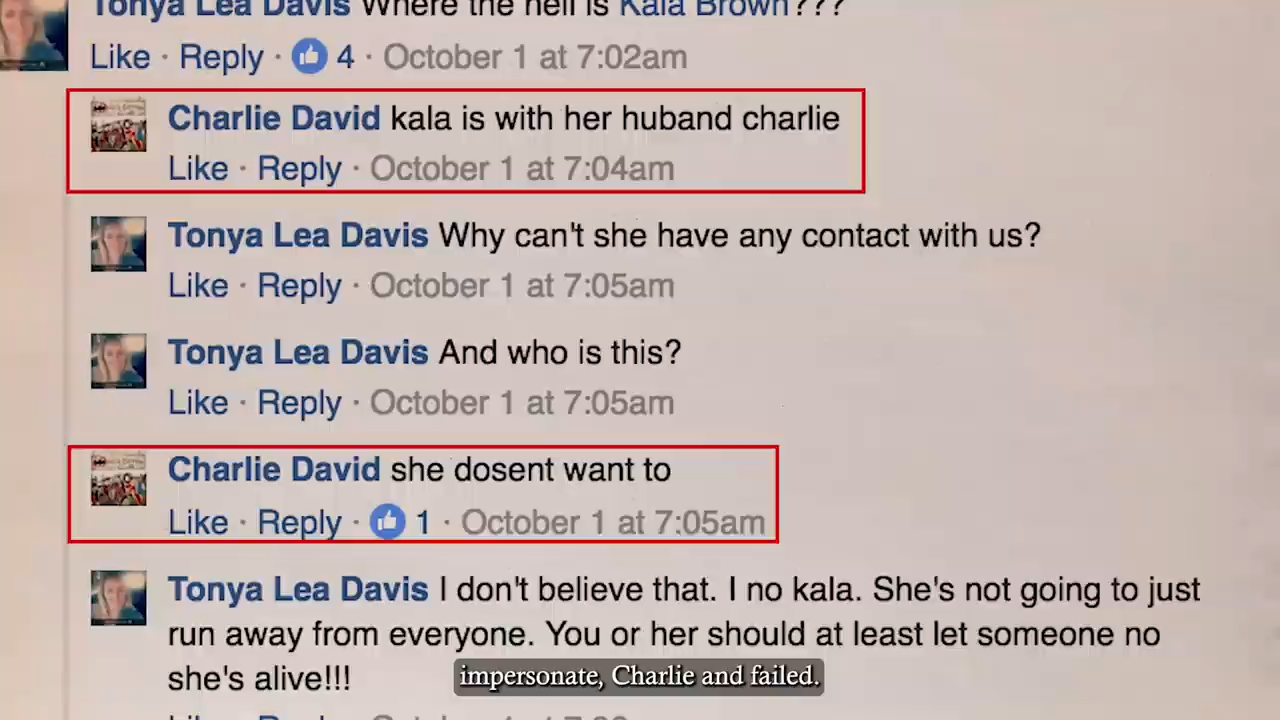 Tonya Lea Davis Where the hell is Kala Brown???
Like · Reply · 4 · October 1 at 7:02am
Charlie David kala is with her huband charlie
Like · Reply · October 1 at 7:04am
Tonya Lea Davis Why can't she have any contact with us?
Like · Reply · October 1 at 7:05am
Tonya Lea Davis And who is this?
Like · Reply · October 1 at 7:05am
Charlie David she dosent want to
Like · Reply · 1 · October 1 at 7:05am
Tonya Lea Davis I don't believe that. I no kala. She's not going to just
run away from everyone. You or her should at least let someone no
she's alive!!!
impersonate, Charlie and failed.